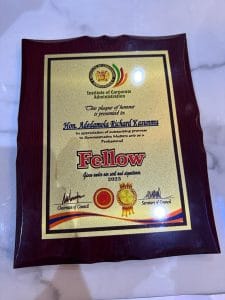 Institute of Corporate
Administration
This plaque of honour
is presented to
Hon. Adedamola Richard Kasunmu
in appreciation of outstanding prowess
in Administrative Matters and as a
Professional
Fellow
Given under our seal and signatures
2023
Chairman of Council
Secretary of Council